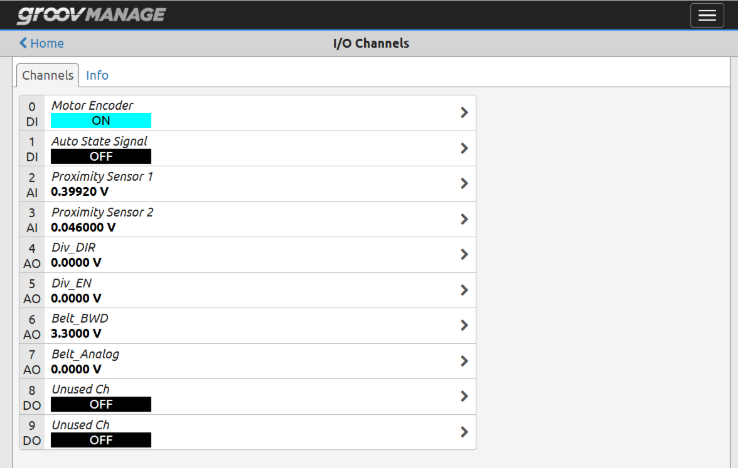 groov MANAGE
Home
I/O Channels
Channels Info
0 Motor Encoder
DI ON
1 Auto State Signal
DI OFF
2 Proximity Sensor 1
AI 0.39920 V
3 Proximity Sensor 2
AI 0.046000 V
4 Div_DIR
AO 0.0000 V
5 Div_EN
AO 0.0000 V
6 Belt_BWD
AO 3.3000 V
7 Belt_Analog
AO 0.0000 V
8 Unused Ch
DO OFF
9 Unused Ch
DO OFF